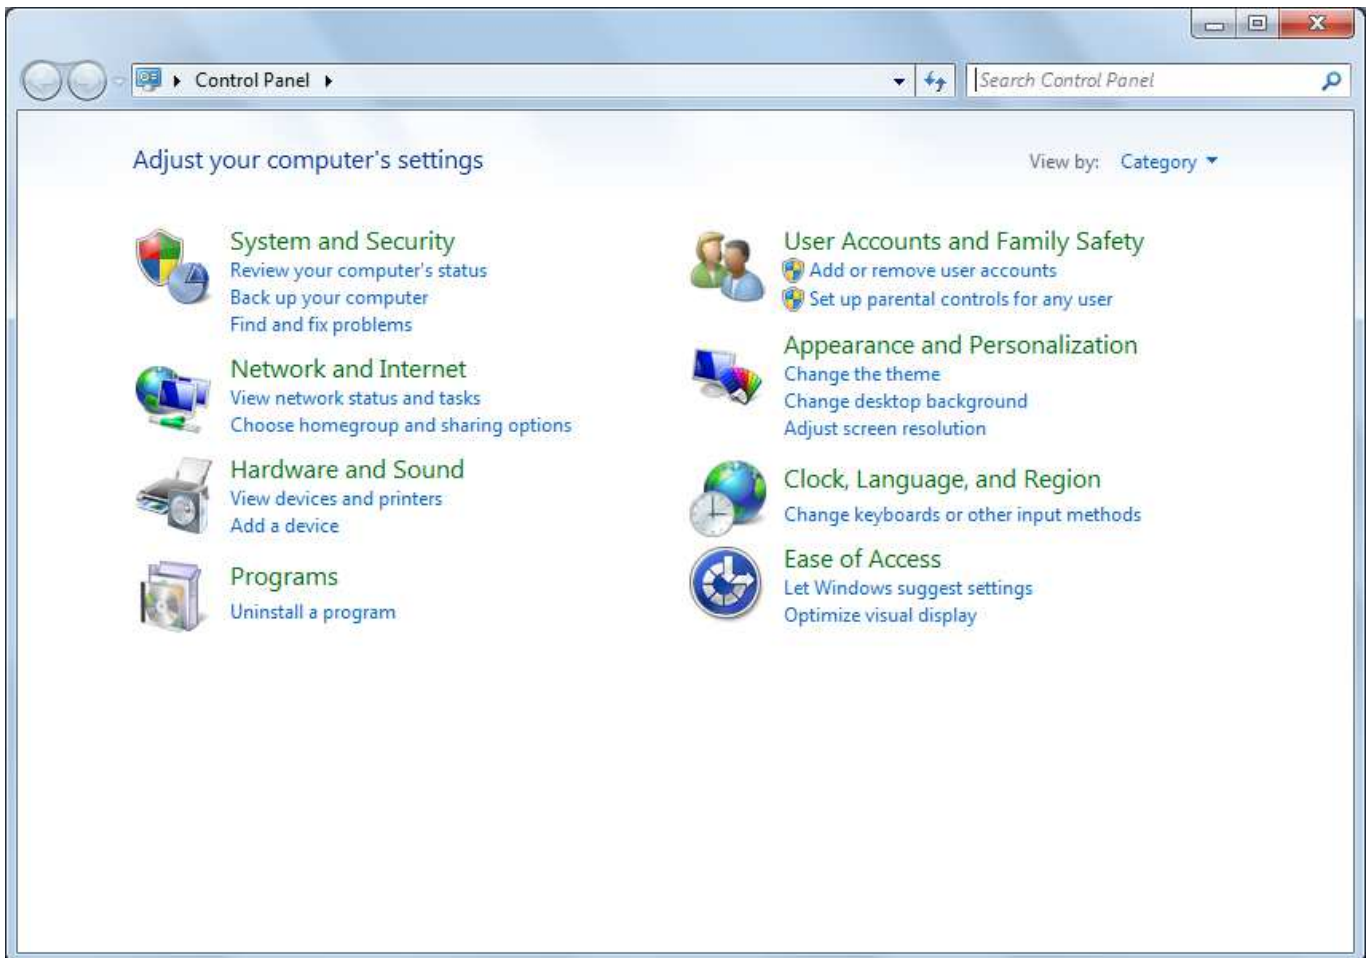 Control Panel
Search Control Panel
Adjust your computer's settings
View by: Category
System and Security
Review your computer's status
Back up your computer
Find and fix problems
Network and Internet
View network status and tasks
Choose homegroup and sharing options
Hardware and Sound
View devices and printers
Add a device
Programs
Uninstall a program
User Accounts and Family Safety
Add or remove user accounts
Set up parental controls for any user
Appearance and Personalization
Change the theme
Change desktop background
Adjust screen resolution
Clock, Language, and Region
Change keyboards or other input methods
Ease of Access
Let Windows suggest settings
Optimize visual display